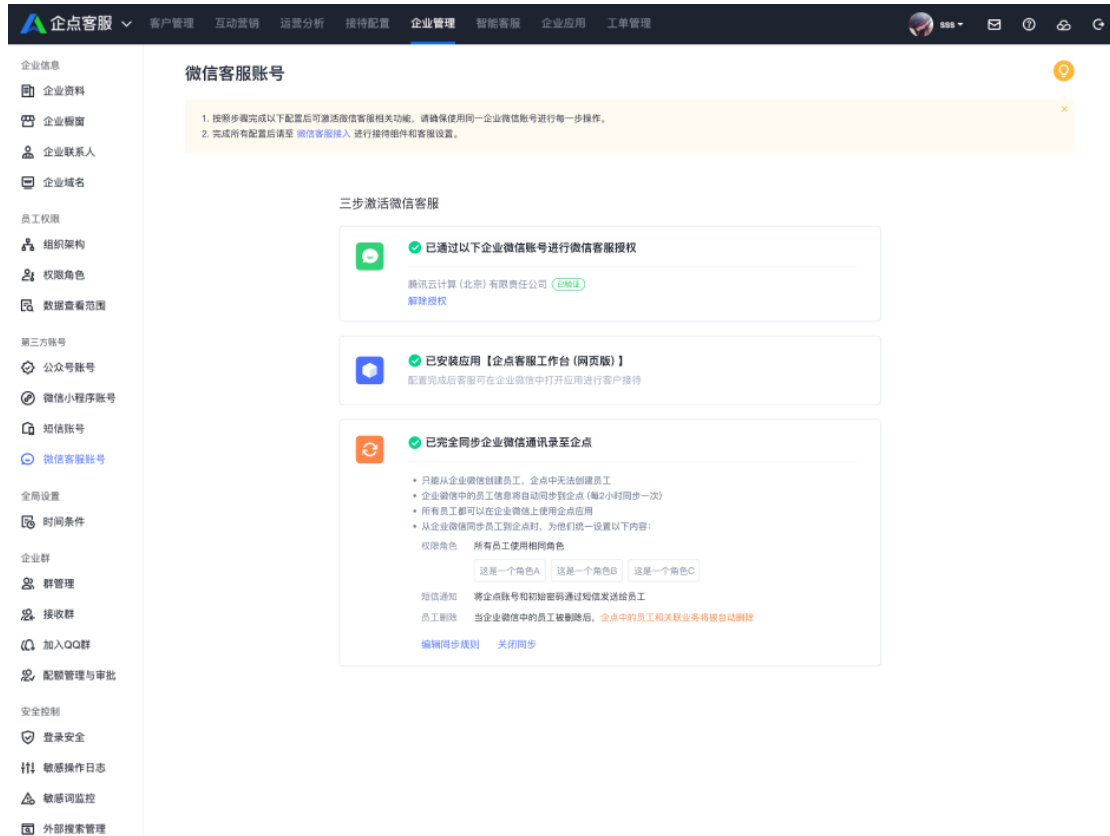 企点客服
客户管理 互动营销 运营分析 接待配置 企业管理 智能客服 企业应用 工单管理
sss
企业信息
企业资料
企业橱窗
企业联系人
企业域名
员工权限
组织架构
权限角色
数据查看范围
第三方账号
公众号账号
微信小程序账号
短信账号
微信客服账号
全局设置
时间条件
企业群
群管理
接收群
加入QQ群
配额管理与审批
安全控制
登录安全
敏感操作日志
敏感词监控
外部搜索管理
微信客服账号
1. 按照步骤完成以下配置后可激活微信客服相关功能，请确保使用同一企业微信账号进行每一步操作。
2. 完成所有配置后请至 微信客服接入 进行接待组件和客服设置。
三步激活微信客服
已通过以下企业微信账号进行微信客服授权
腾讯云计算 (北京) 有限责任公司 已验证
解除授权
已安装应用【企点客服工作台 (网页版) 】
配置完成后客服可在企业微信中打开应用进行客户接待
已完全同步企业微信通讯录至企点
• 只能从企业微信创建员工，企点中无法创建员工
• 企业微信中的员工信息将自动同步到企点 (每2小时同步一次)
• 所有员工都可以在企业微信上使用企点应用
• 从企业微信同步员工到企点时，为他们统一设置以下内容:
权限角色 所有员工使用相同角色
这是一个角色A 这是一个角色B 这是一个角色C
短信通知 将企点账号和初始密码通过短信发送给员工
员工删除 当企业微信中的员工被删除后，企点中的员工和关联业务将被自动删除
编辑同步规则 关闭同步